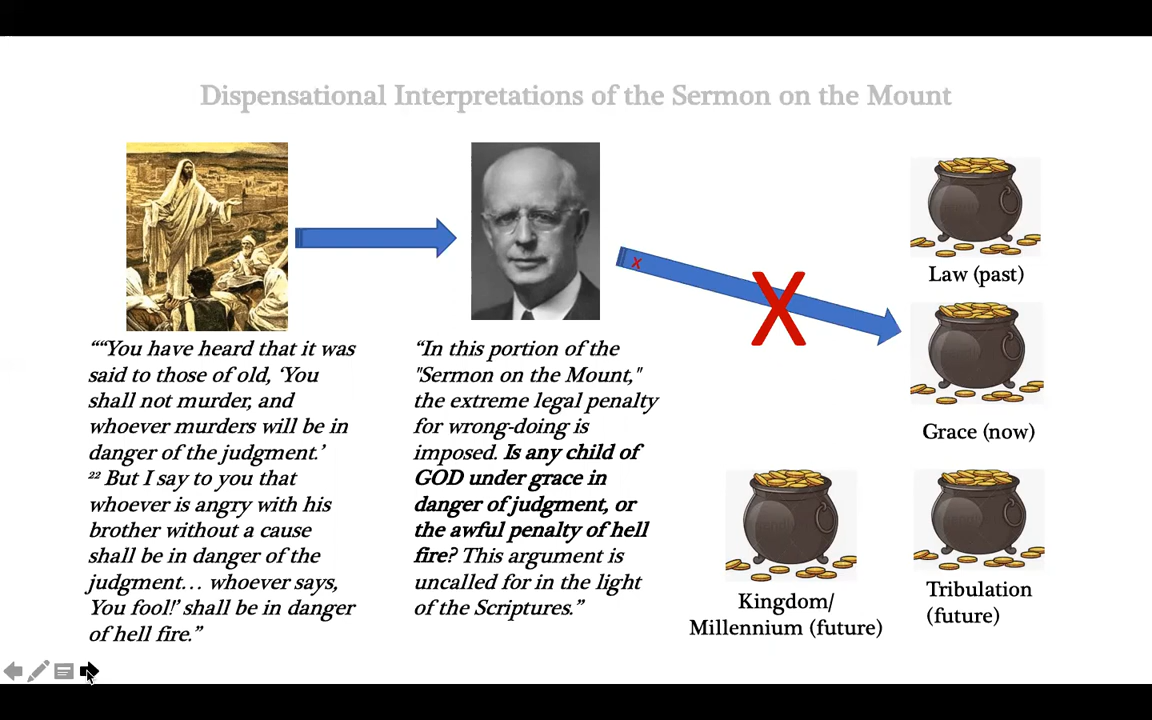 Dispensational Interpretations of the Sermon on the Mount
““You have heard that it was
said to those of old, ‘You
shall not murder, and
whoever murders will be in
danger of the judgment.’
²² But I say to you that
whoever is angry with his
brother without a cause
shall be in danger of the
judgment… whoever says,
‘You fool!’ shall be in danger
of hell fire.”
“In this portion of the
"Sermon on the Mount,"
the extreme legal penalty
for wrong-doing is
imposed. Is any child of
GOD under grace in
danger of judgment, or
the awful penalty of hell
fire? This argument is
uncalled for in the light
of the Scriptures.”
x
X
Law (past)
Grace (now)
Kingdom/
Millennium (future)
Tribulation
(future)